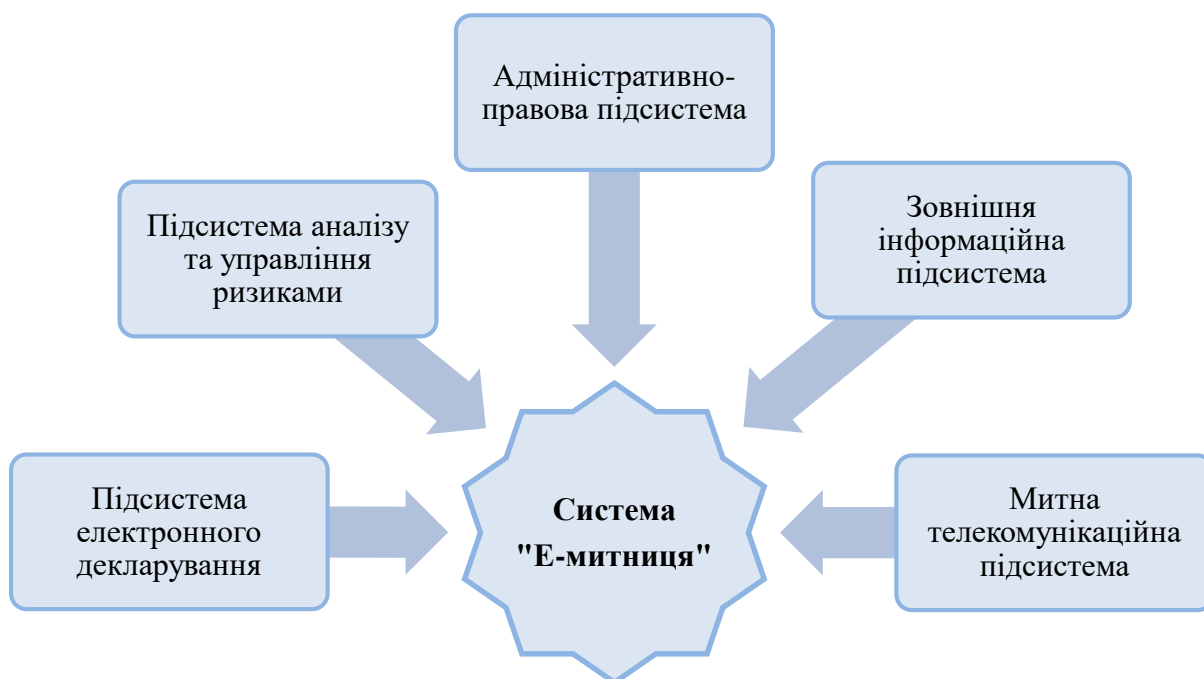 Адміністративно-
правова підсистема
Підсистема аналізу
та управління
ризиками
Зовнішня
інформаційна
підсистема
Підсистема
електронного
декларування
Система
"Е-митниця"
Митна
телекомунікаційна
підсистема